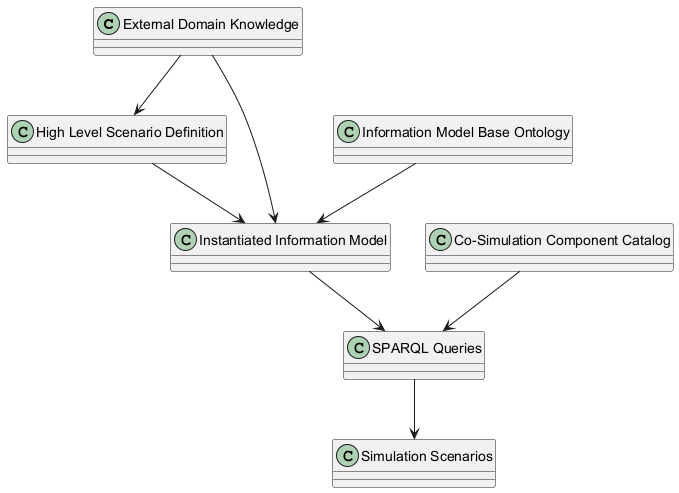 C External Domain Knowledge
C High Level Scenario Definition
C Information Model Base Ontology
C Instantiated Information Model
C Co-Simulation Component Catalog
C SPARQL Queries
C Simulation Scenarios